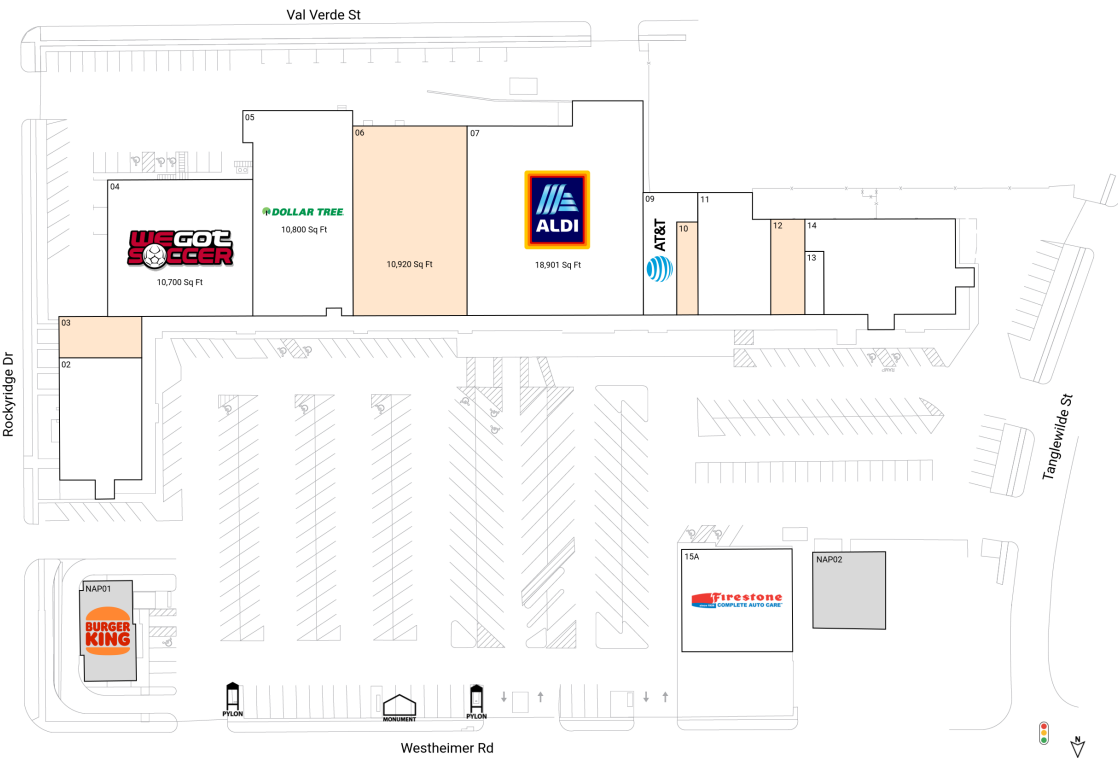 Val Verde St
05
06
07
04
09
11
WEGOT
SOCCER
10,700 Sq Ft
DOLLAR TREE
10,800 Sq Ft
10,920 Sq Ft
ALDI
18,901 Sq Ft
AT&T
10
12
14
13
03
02
Rockyridge Dr
Tanglewilde St
15A
Firestone
COMPLETE AUTO CARE
NAP02
NAP01
BURGER
KING
PYLON
MONUMENT
PYLON
Westheimer Rd
N